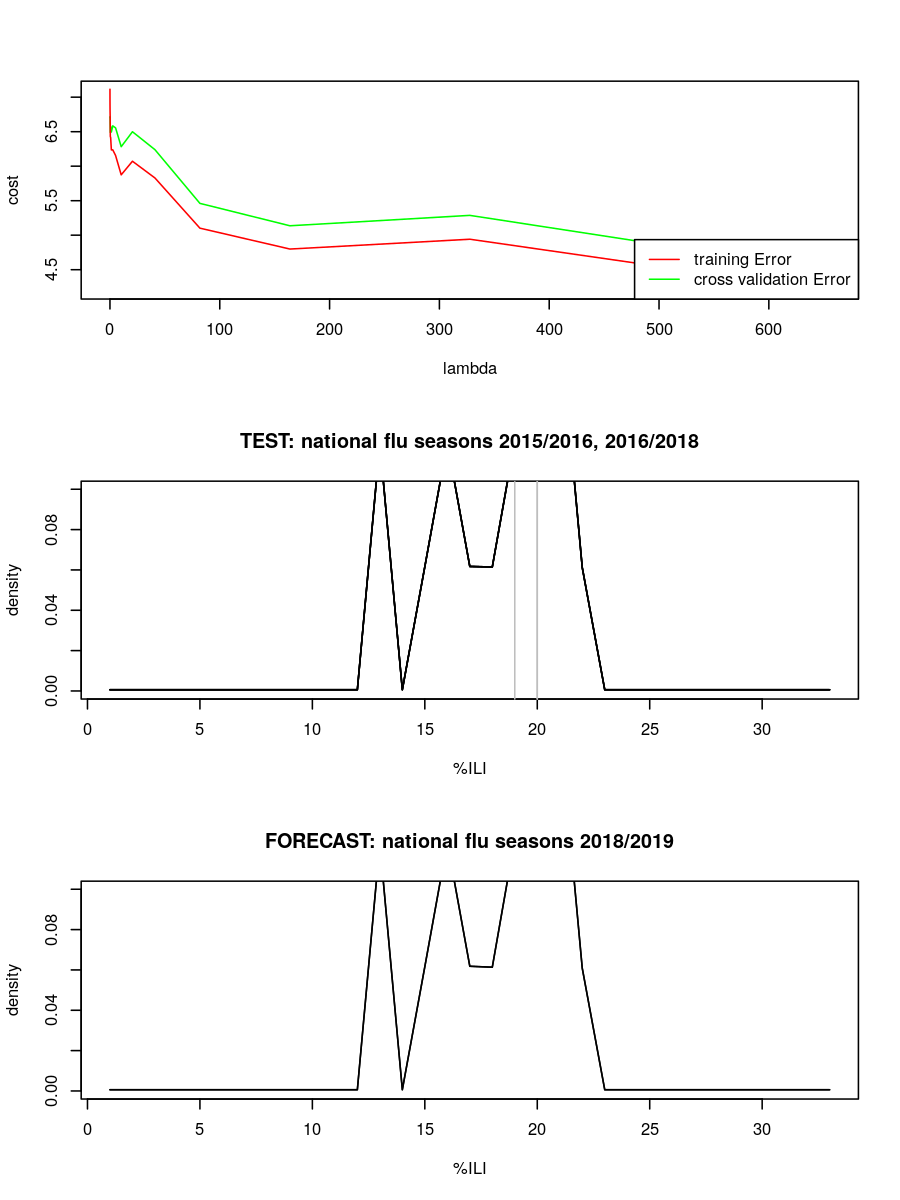 cost
4.5
5.5
6.5
training Error
cross validation Error
0 100 200 300 400 500 600
lambda
TEST: national flu seasons 2015/2016, 2016/2018
density
0.00
0.04
0.08
0 5 10 15 20 25 30
%ILI
FORECAST: national flu seasons 2018/2019
density
0.00
0.04
0.08
0 5 10 15 20 25 30
%ILI